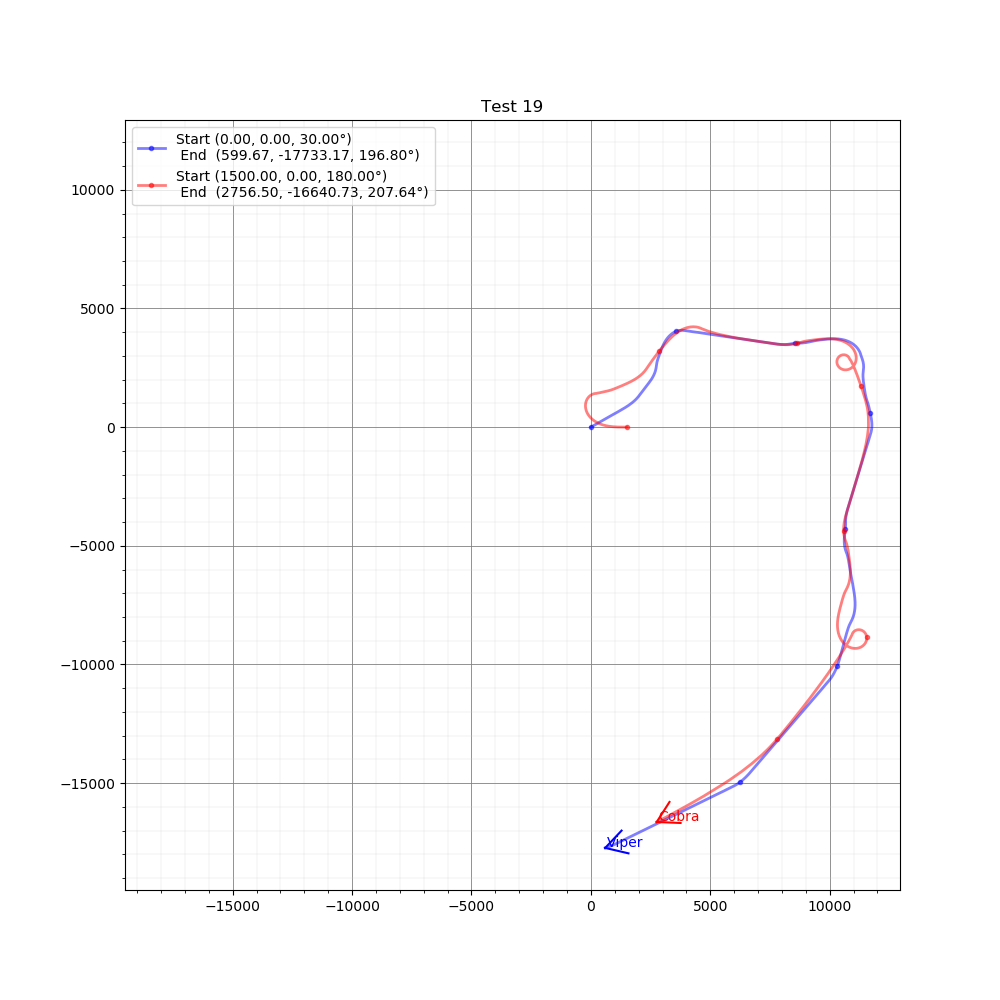 Test 19
Start (0.00, 0.00, 30.00°)
End (599.67, -17733.17, 196.80°)
Start (1500.00, 0.00, 180.00°)
End (2756.50, -16640.73, 207.64°)
10000
5000
0
−5000
−10000
−15000
Cobra
Viper
−15000 −10000 −5000 0 5000 10000